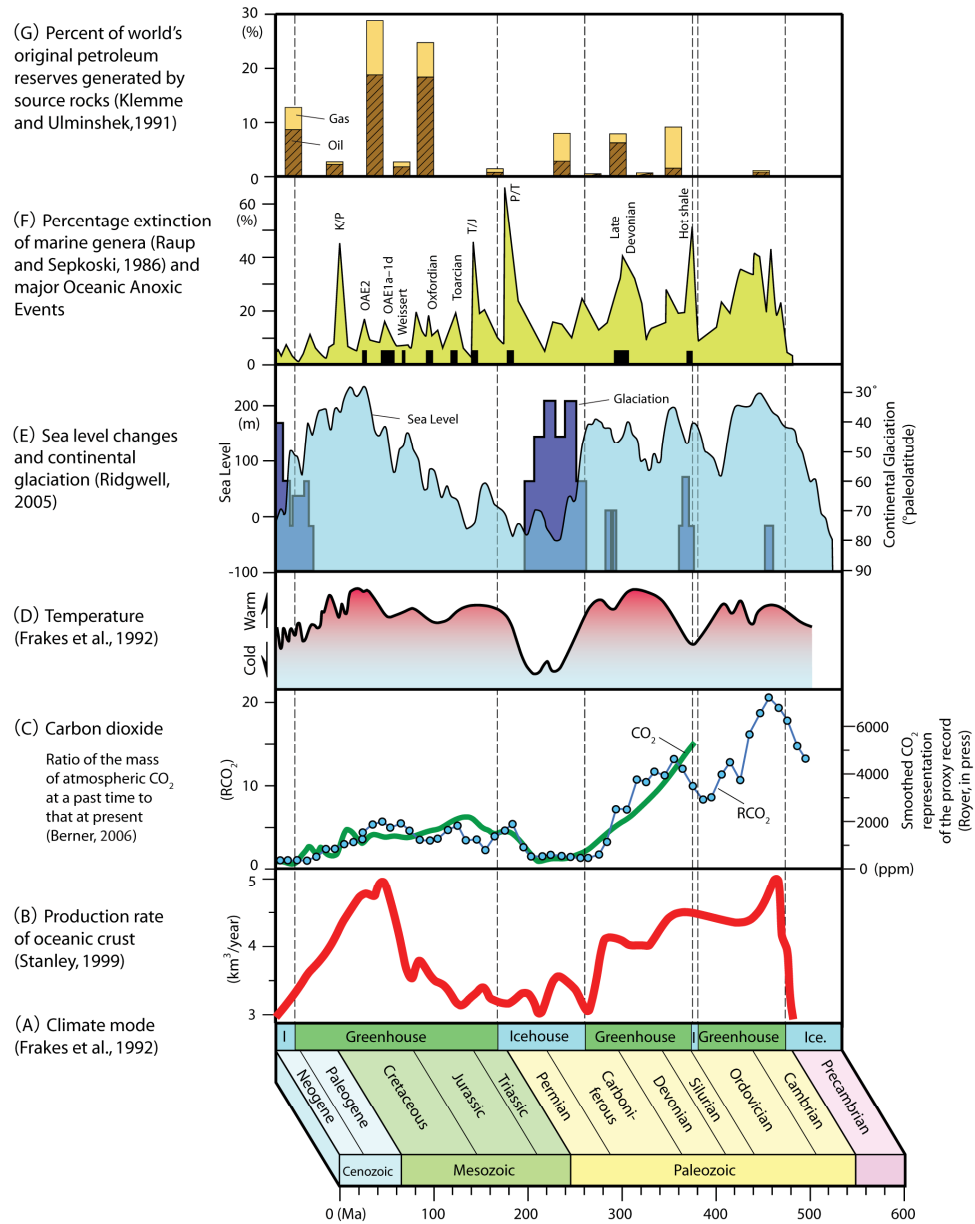 (G) Percent of world's
original petroleum
reserves generated by
source rocks (Klemme
and Ulminshek,1991)
30
(%)
20
10
0
Gas
Oil
(F) Percentage extinction
of marine genera (Raup
and Sepkoski, 1986) and
major Oceanic Anoxic
Events
60
(%)
40
20
0
K/P
OAE2
OAE1a–1d
Weissert
Oxfordian
Toarcian
T/J
P/T
Late
Devonian
Hot shale
(E) Sea level changes
and continental
glaciation (Ridgwell,
2005)
Sea Level
200
(m)
100
0
-100
Sea Level
Glaciation
30°
40
50
60
70
80
90
Continental Glaciation
(°paleolatitude)
(D) Temperature
(Frakes et al., 1992)
Warm
Cold
(C) Carbon dioxide
Ratio of the mass
of atmospheric CO2
at a past time to
that at present
(Berner, 2006)
(RCO2)
20
10
0
CO2
RCO2
6000
4000
2000
0 (ppm)
Smoothed CO2
representation
of the proxy record
(Royer, in press)
(B) Production rate
of oceanic crust
(Stanley, 1999)
(km3/year)
5
4
3
(A) Climate mode
(Frakes et al., 1992)
I
Greenhouse
Icehouse
Greenhouse
I
Greenhouse
Ice.
Neogene
Paleogene
Cretaceous
Jurassic
Triassic
Permian
Carboni-
ferous
Devonian
Silurian
Ordovician
Cambrian
Precambrian
Cenozoic
Mesozoic
Paleozoic
0 (Ma)
100
200
300
400
500
600